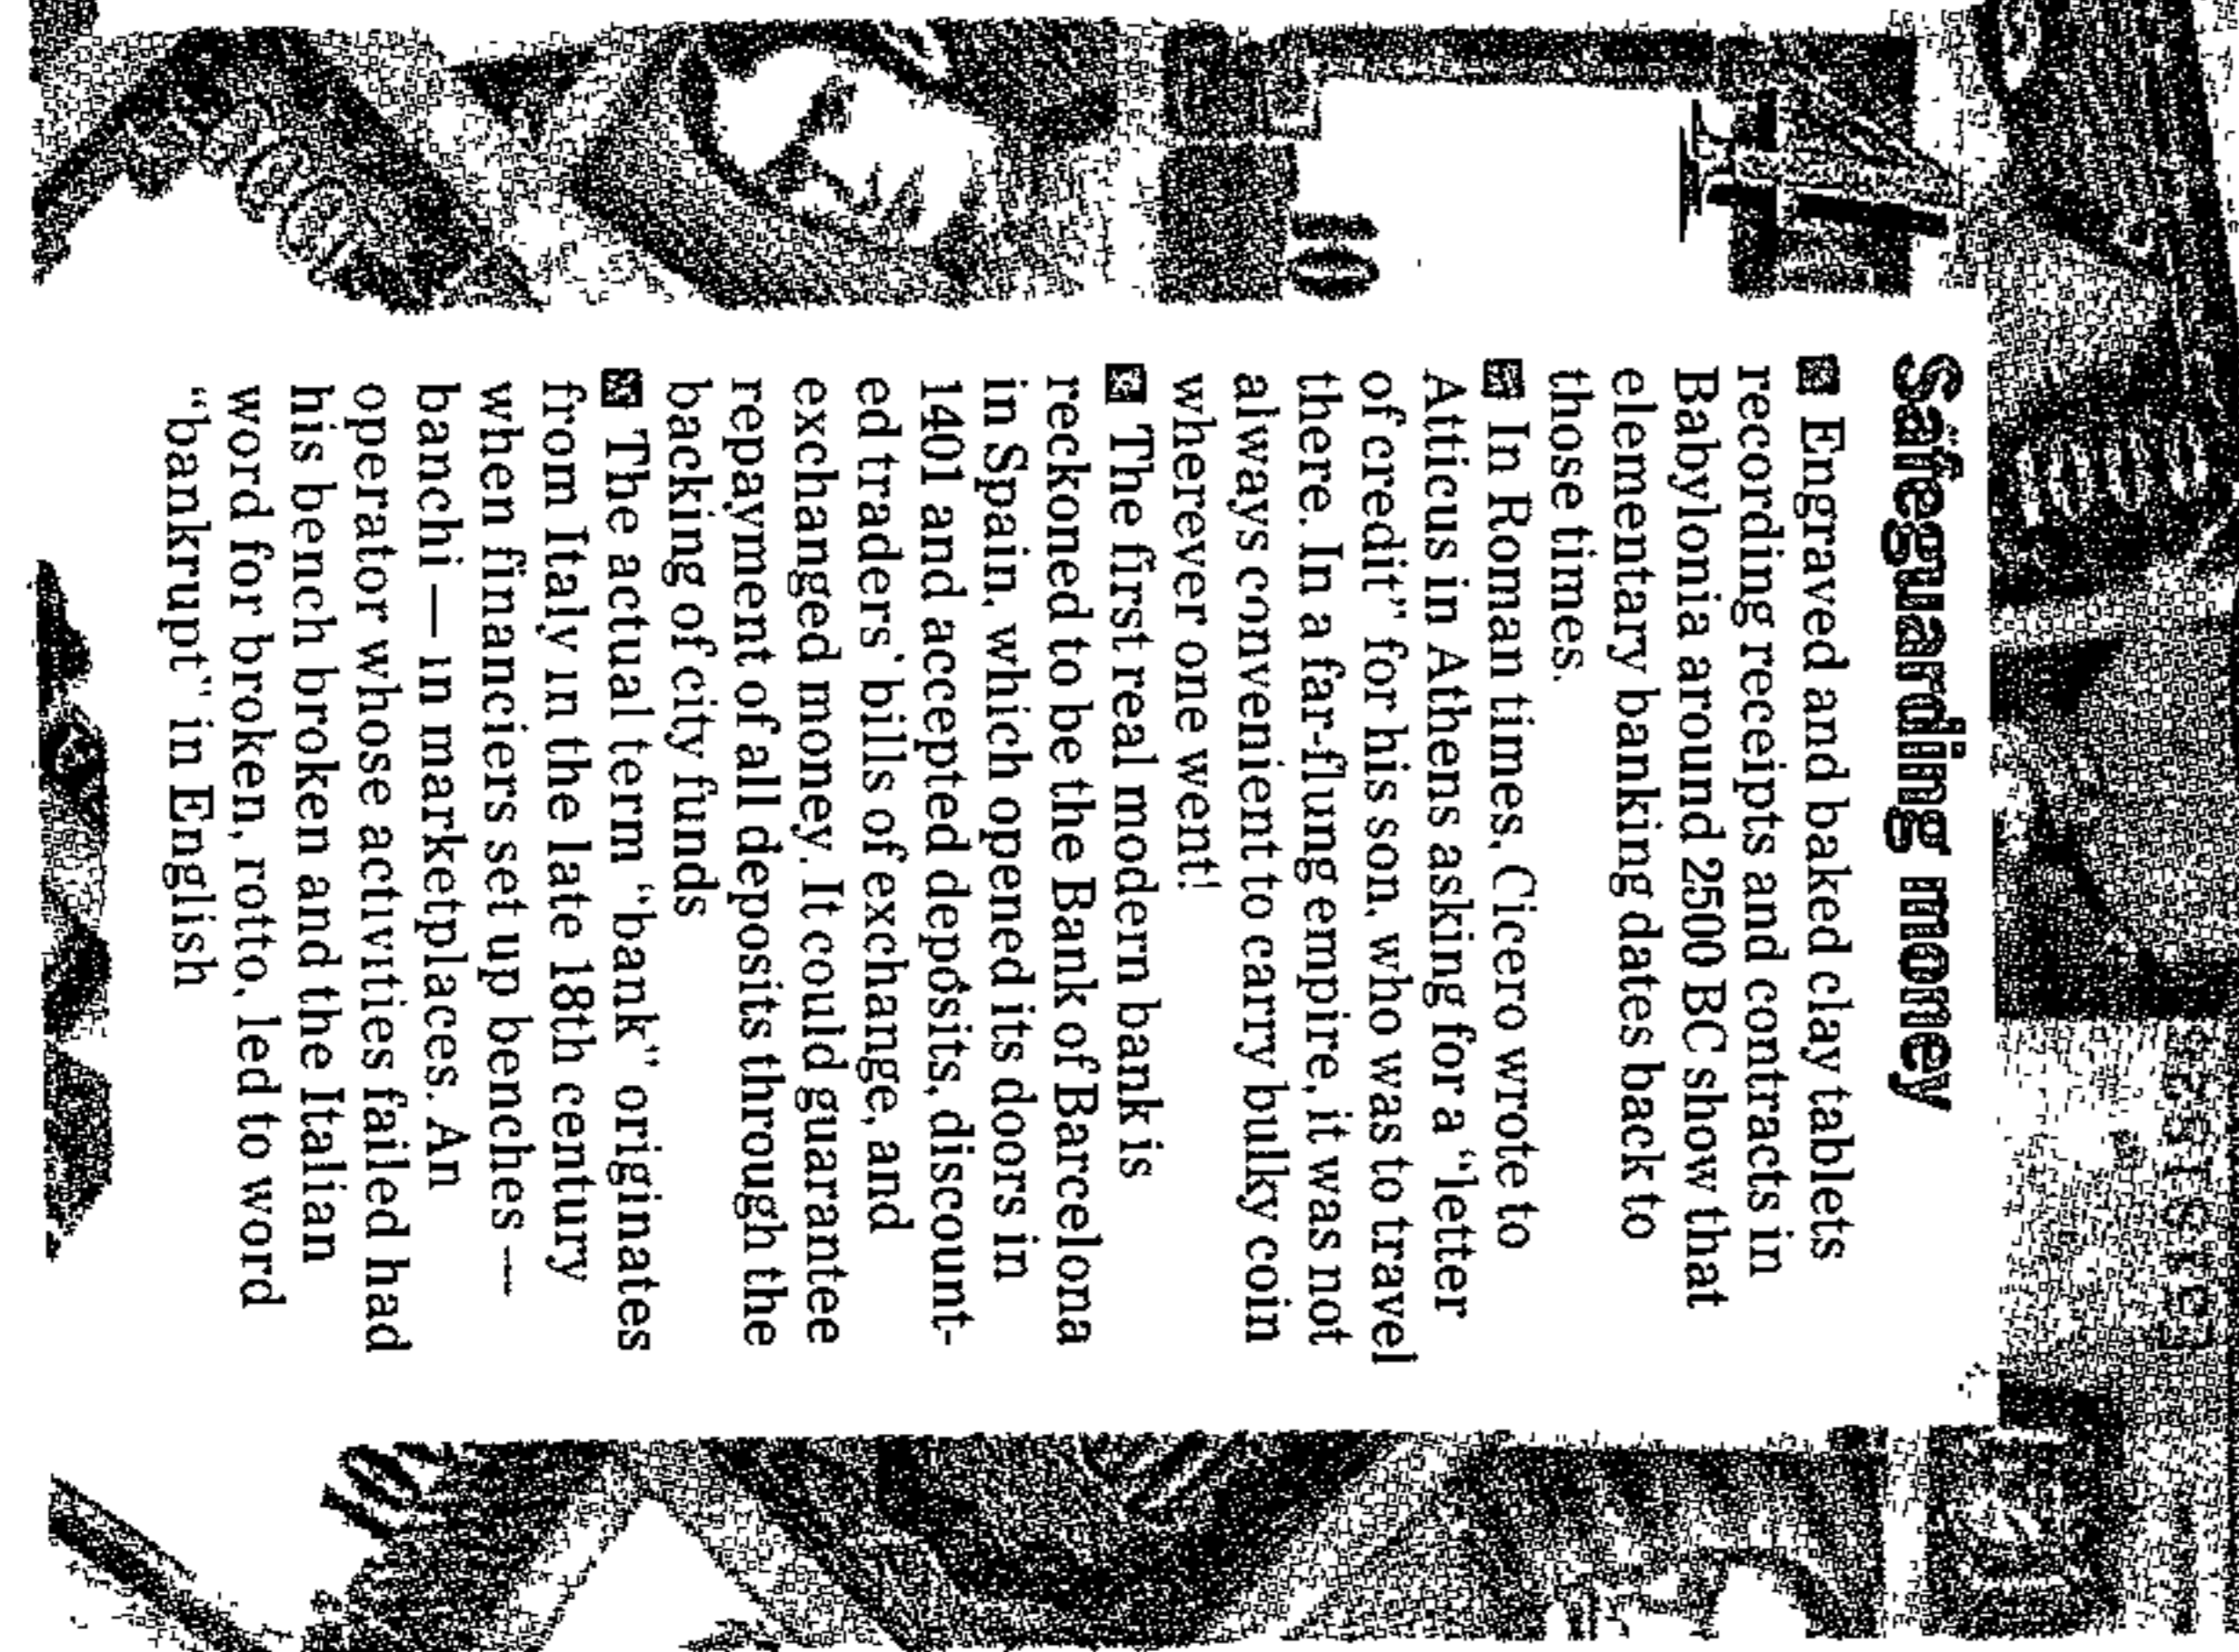 Safeguarding money
Engraved and baked clay tablets
recording receipts and contracts in
Babylonia around 2500 BC show that
elementary banking dates back to
those times.
In Roman times, Cicero wrote to
Atticus in Athens asking for a "letter
of credit" for his son, who was to travel
there. In a far-flung empire, it was not
always convenient to carry bulky coin
wherever one went!
The first real modern bank is
reckoned to be the Bank of Barcelona
in Spain, which opened its doors in
1401 and accepted deposits, discount-
ed traders' bills of exchange, and
exchanged money. It could guarantee
repayment of all deposits through the
backing of city funds
The actual term "bank" originates
from Italy in the late 18th century
when financiers set up benches —
banchi — in marketplaces. An
operator whose activities failed had
his bench broken and the Italian
word for broken, rotto, led to word
"bankrupt" in English
10